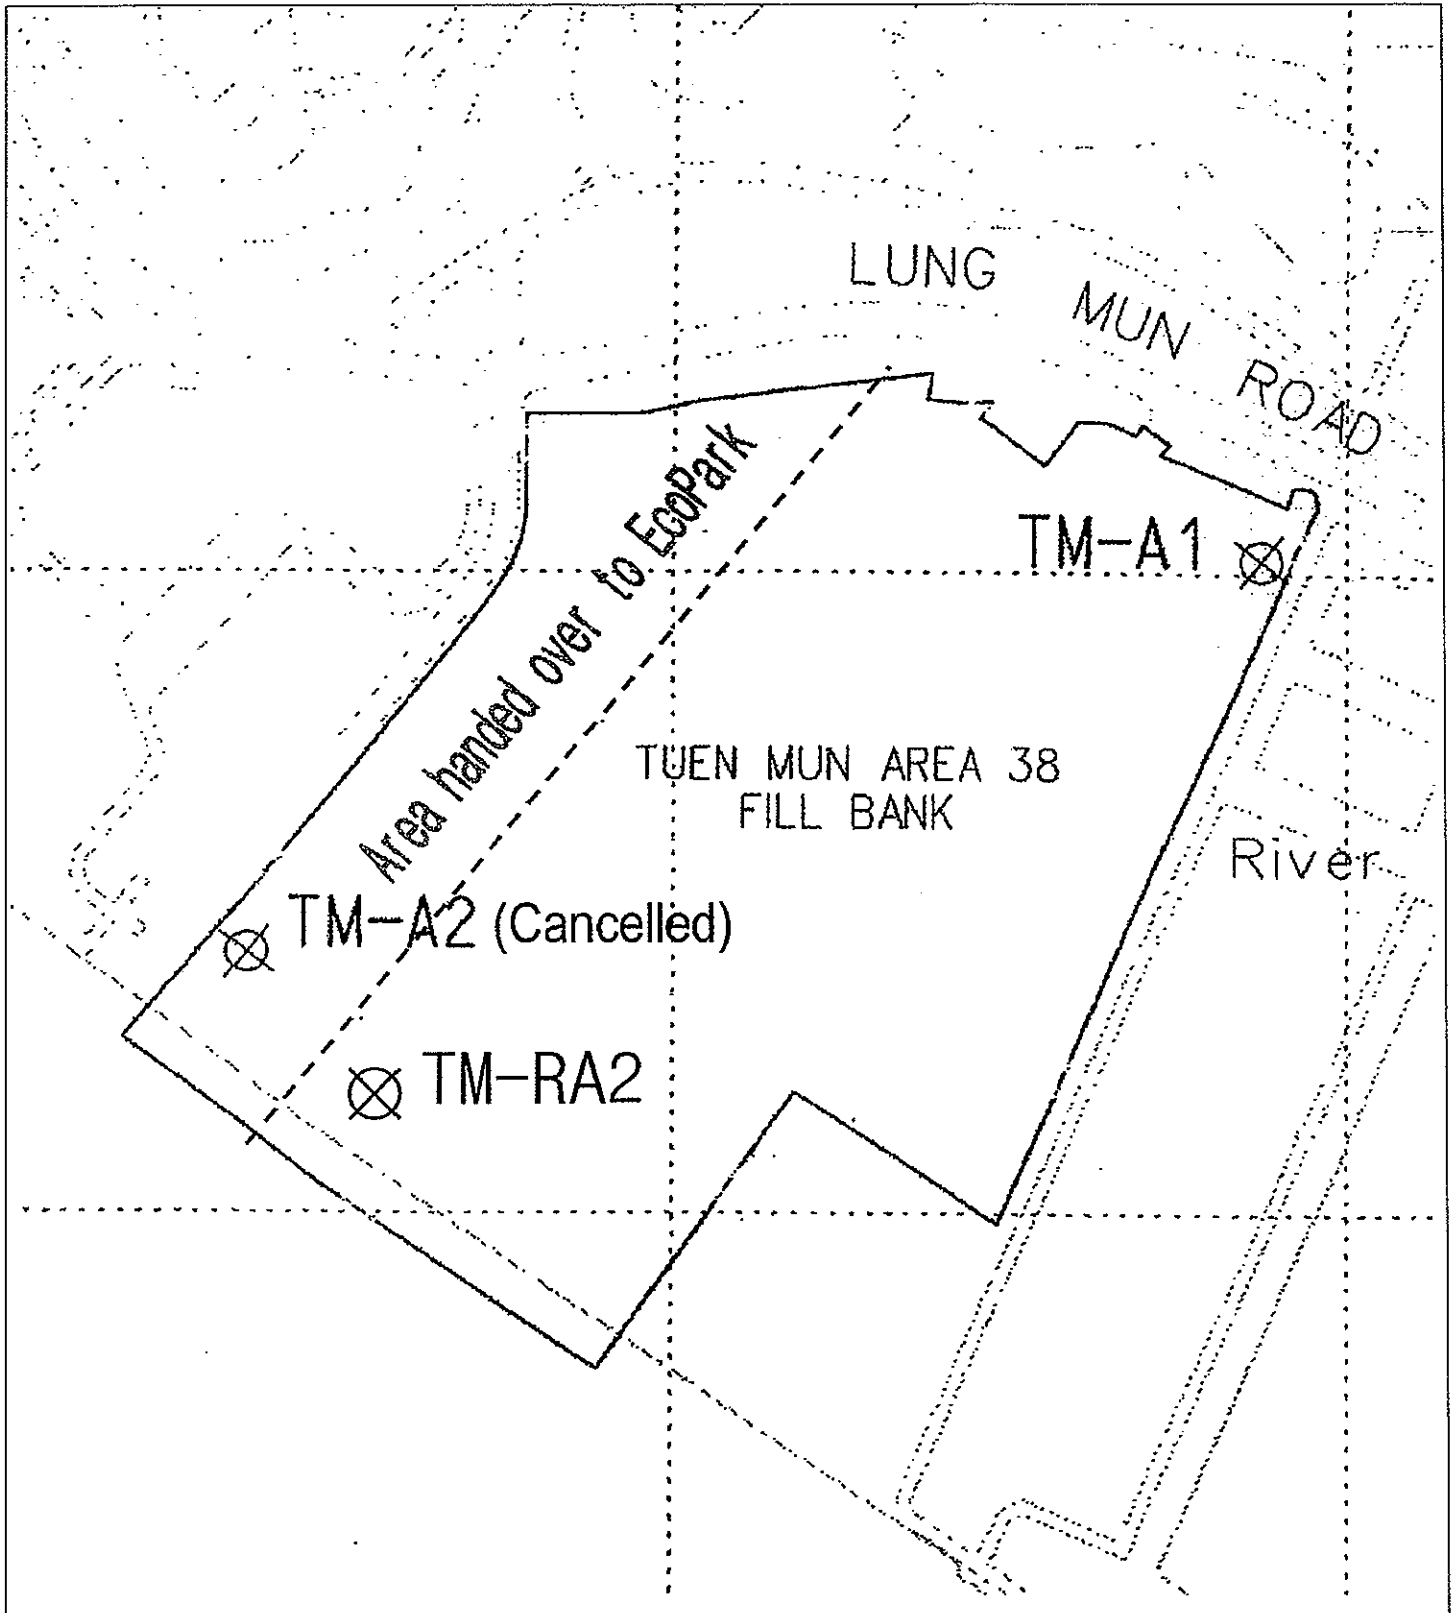 LUNG MUN ROAD
TM-A1
Area handed over to EcoPark
TUEN MUN AREA 38
FILL BANK
River
TM-A2 (Cancelled)
TM-RA2